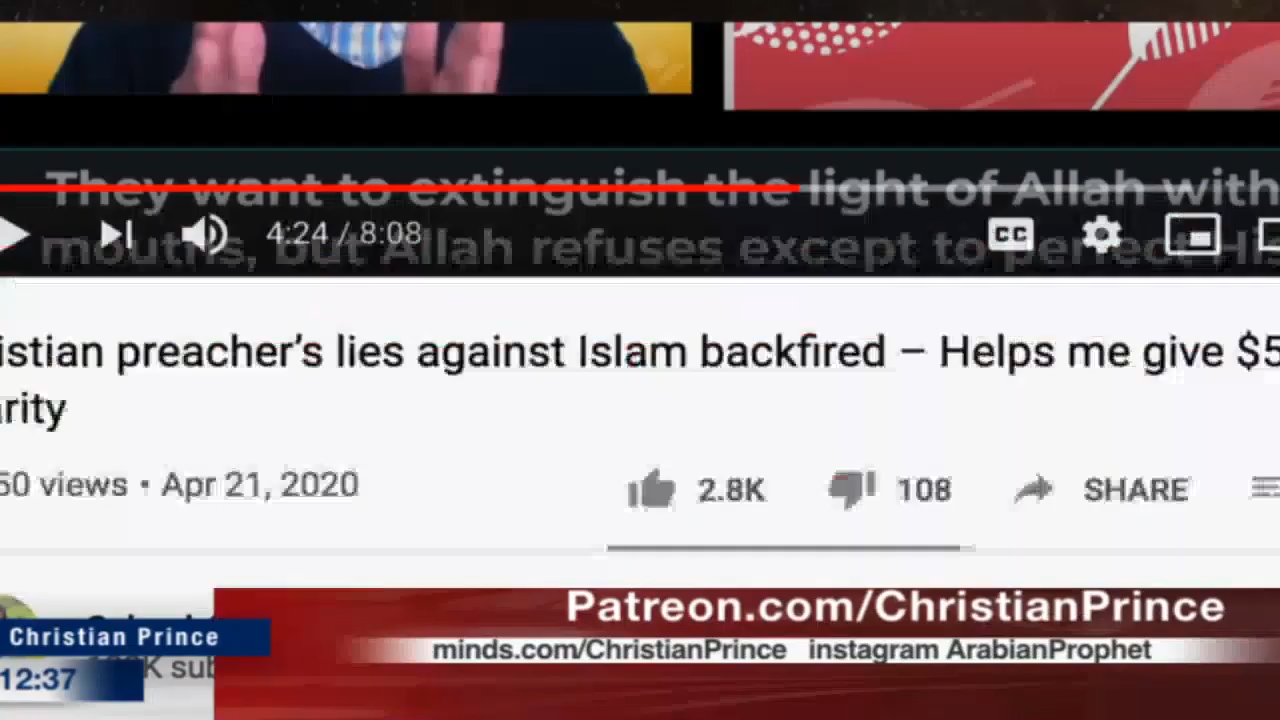 They want to extinguish the light of Allah with
mouths, but Allah refuses except to perfect His
4:24 / 8:08
CC
istian preacher's lies against Islam backfired – Helps me give $5
arity
50 views • Apr 21, 2020
2.8K
108
SHARE
Patreon.com/ChristianPrince
Christian Prince
minds.com/ChristianPrince instagram ArabianProphet
K sub
12:37